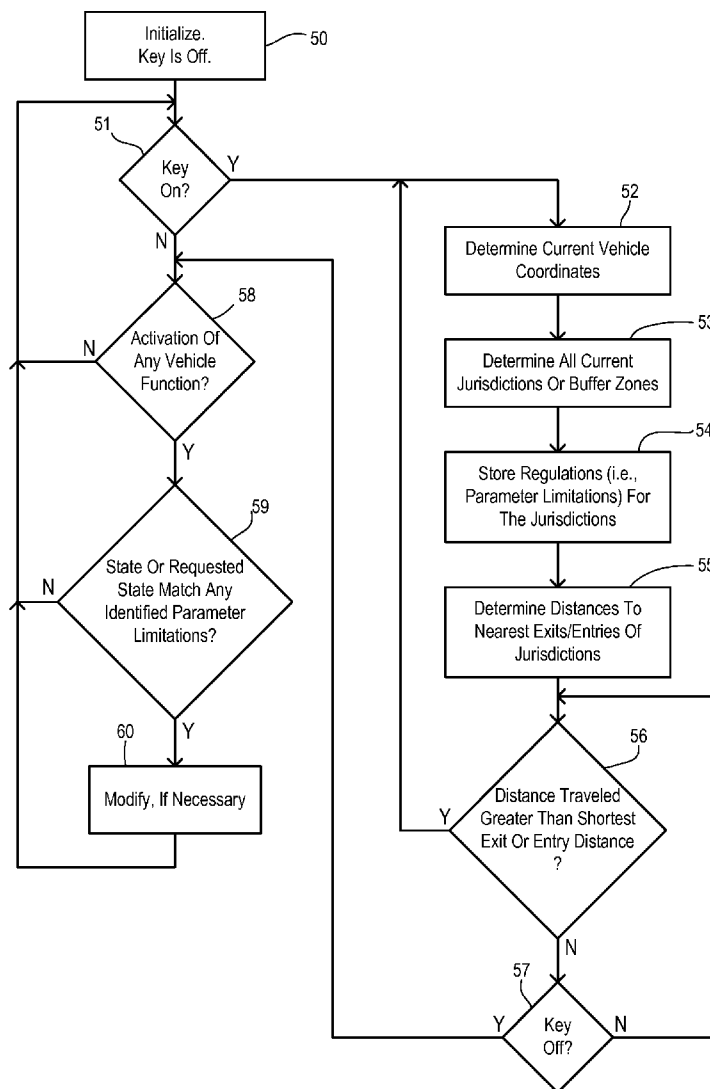 Initialize.
Key Is Off.
50
51
Key
On?
Y
N
52
Determine Current Vehicle
Coordinates
53
Determine All Current
Jurisdictions Or Buffer Zones
54
Store Regulations (i.e.,
Parameter Limitations) For
The Jurisdictions
55
Determine Distances To
Nearest Exits/Entries Of
Jurisdictions
56
Distance Traveled
Greater Than Shortest
Exit Or Entry Distance
?
Y
N
57
Key
Off?
Y
N
58
Activation Of
Any Vehicle
Function?
N
Y
59
State Or Requested
State Match Any
Identified Parameter
Limitations?
N
Y
60
Modify, If Necessary